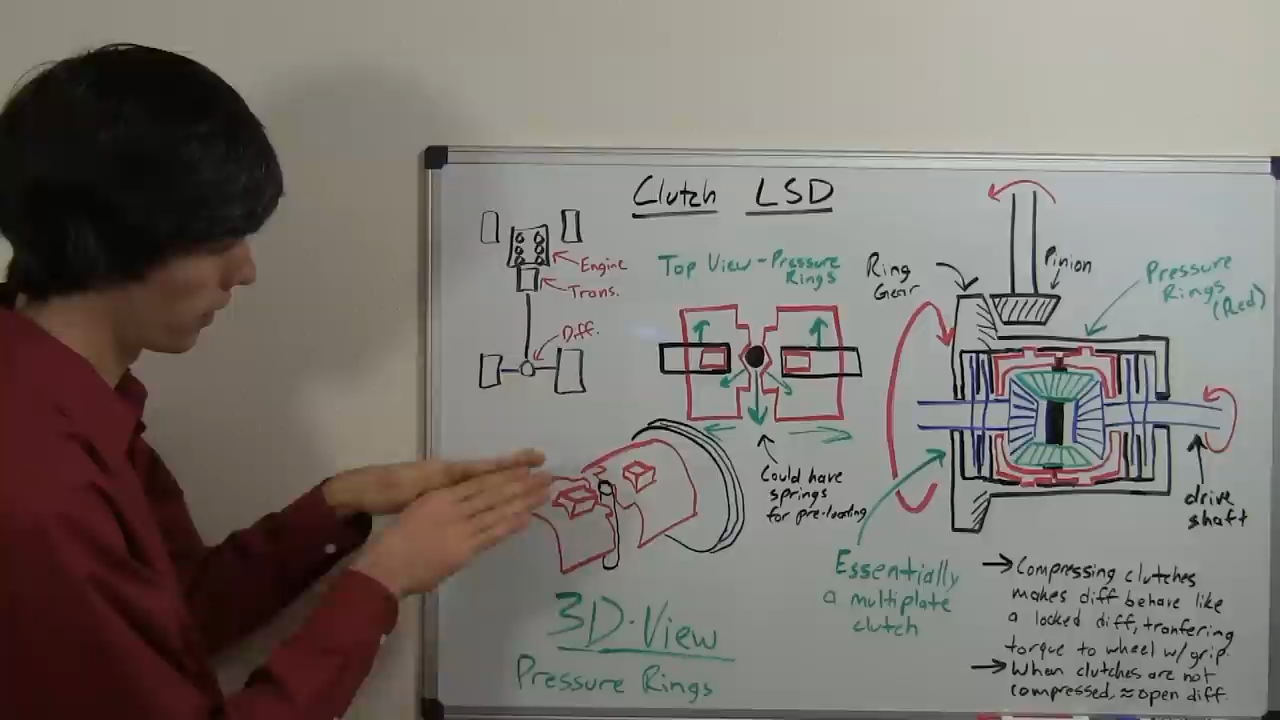 Clutch LSD
Engine
Trans.
Diff.
Top View - Pressure
Rings
Ring
Gear
Pinion
Pressure
Rings
(Red)
Could have
springs
for pre-loading
drive
shaft
Essentially
a multiplate
clutch
3D-View
Pressure Rings
→ Compressing clutches
makes diff behave like
a locked diff, tranfering
torque to wheel w/grip.
→ When clutches are not
compressed, ≈ open diff.